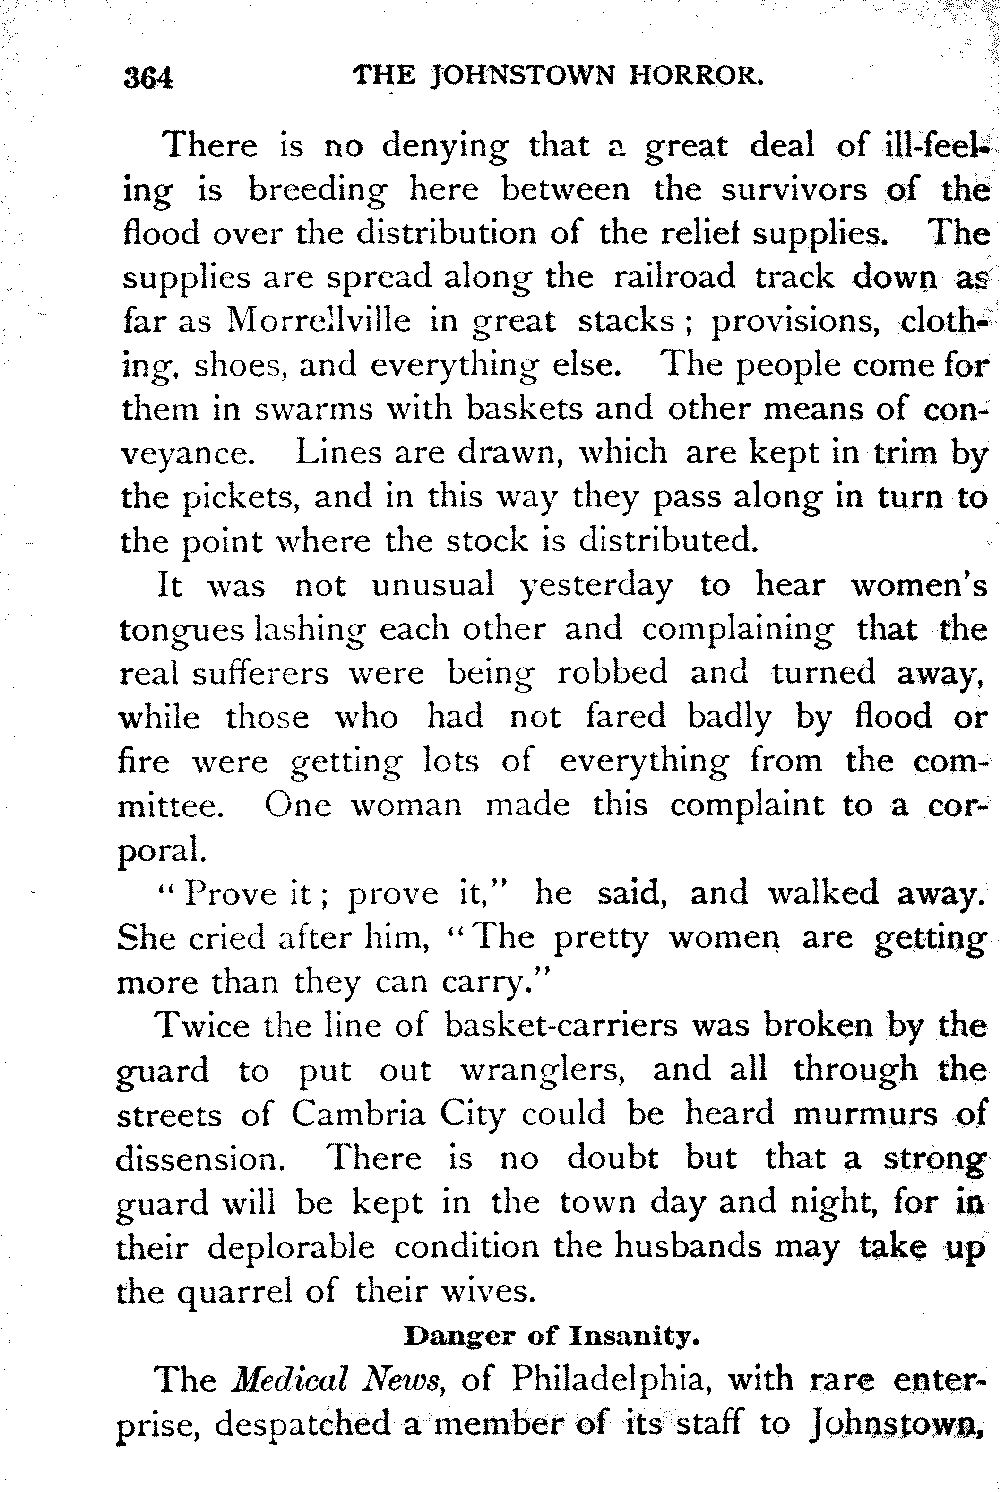 364 THE JOHNSTOWN HORROR.
There is no denying that a great deal of ill-feel-
ing is breeding here between the survivors of the
flood over the distribution of the relief supplies. The
supplies are spread along the railroad track down as
far as Morrellville in great stacks; provisions, cloth-
ing, shoes, and everything else. The people come for
them in swarms with baskets and other means of con-
veyance. Lines are drawn, which are kept in trim by
the pickets, and in this way they pass along in turn to
the point where the stock is distributed.
It was not unusual yesterday to hear women's
tongues lashing each other and complaining that the
real sufferers were being robbed and turned away,
while those who had not fared badly by flood or
fire were getting lots of everything from the com-
mittee. One woman made this complaint to a cor-
poral.
"Prove it; prove it," he said, and walked away.
She cried after him, "The pretty women are getting
more than they can carry."
Twice the line of basket-carriers was broken by the
guard to put out wranglers, and all through the
streets of Cambria City could be heard murmurs of
dissension. There is no doubt but that a strong
guard will be kept in the town day and night, for in
their deplorable condition the husbands may take up
the quarrel of their wives.
Danger of Insanity.
The Medical News, of Philadelphia, with rare enter-
prise, despatched a member of its staff to Johnstown,